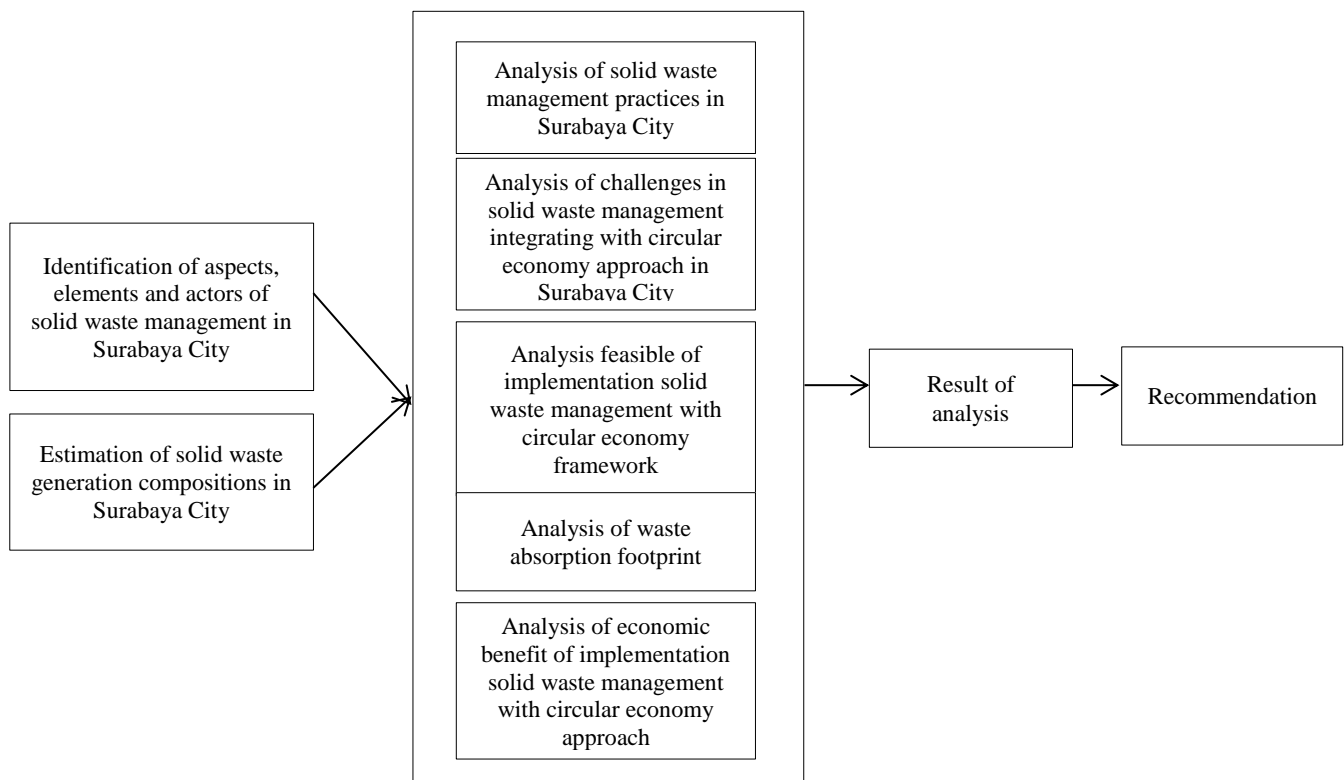 Identification of aspects,
elements and actors of
solid waste management in
Surabaya City
Estimation of solid waste
generation compositions in
Surabaya City
Analysis of solid waste
management practices in
Surabaya City
Analysis of challenges in
solid waste management
integrating with circular
economy approach in
Surabaya City
Analysis feasible of
implementation solid
waste management with
circular economy
framework
Analysis of waste
absorption footprint
Analysis of economic
benefit of implementation
solid waste management
with circular economy
approach
Result of
analysis
Recommendation